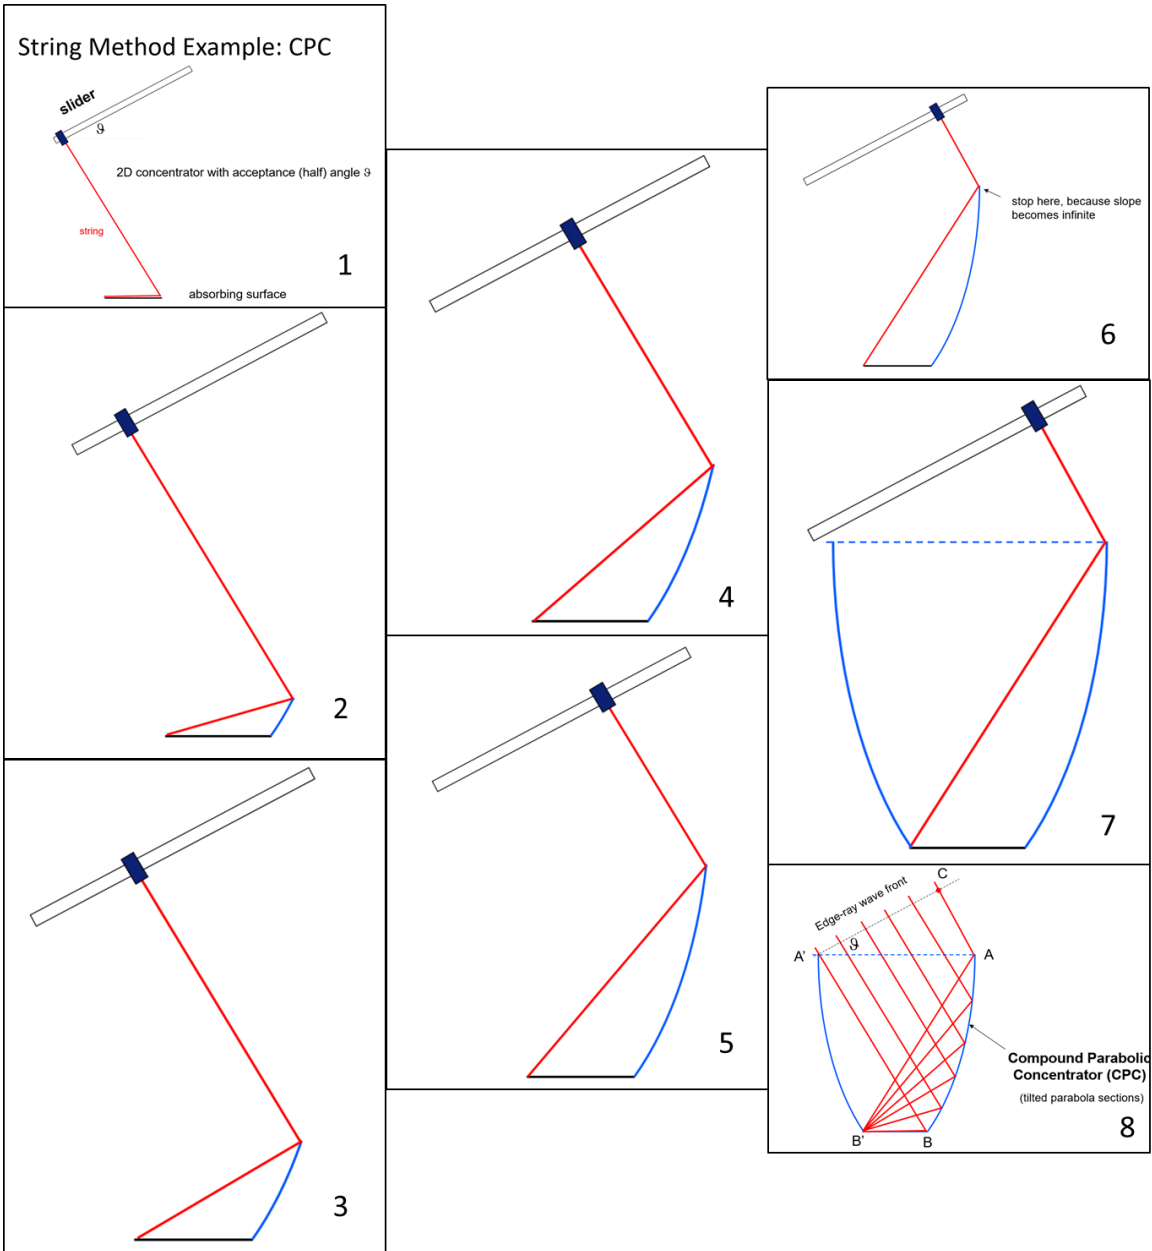 String Method Example: CPC
slider
ϑ
2D concentrator with acceptance (half) angle ϑ
string
absorbing surface
1
2
3
4
5
stop here, because slope
becomes infinite
6
7
C
Edge-ray wave front
ϑ
A'
A
Compound Parabolic
Concentrator (CPC)
(tilted parabola sections)
B'
B
8